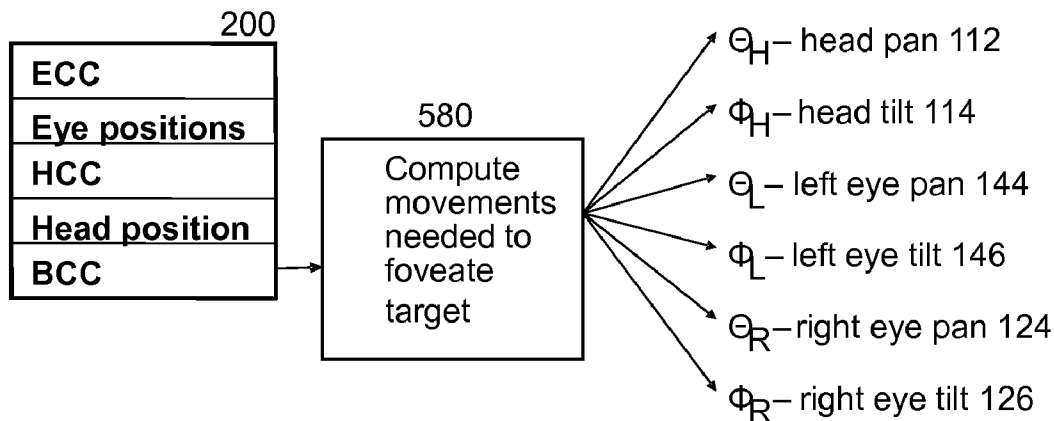 200
ECC
Eye positions
HCC
Head position
BCC
580
Compute
movements
needed to
foveate
target
ΘH – head pan 112
ΦH – head tilt 114
ΘL – left eye pan 144
ΦL – left eye tilt 146
ΘR – right eye pan 124
ΦR – right eye tilt 126